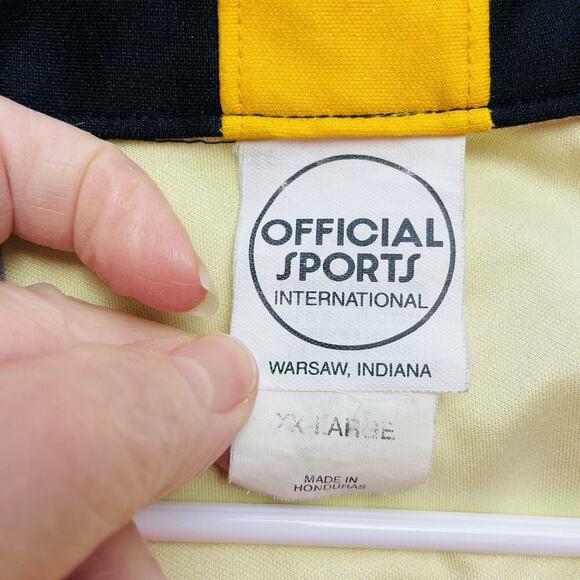 OFFICIAL
SPORTS
INTERNATIONAL
WARSAW, INDIANA
XX-LARGE
MADE IN
HONDURAS